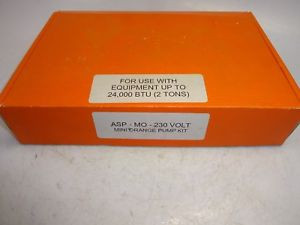 FOR USE WITH
EQUIPMENT UP TO
24,000 BTU (2 TONS)
ASP - MO - 230 VOLT
MINI ORANGE PUMP KIT